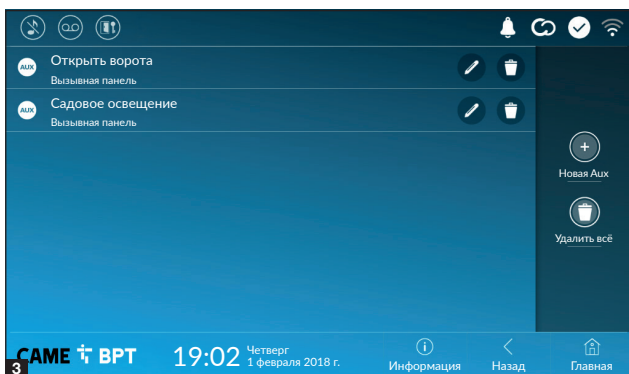 AUX
Открыть ворота
Вызывная панель
AUX
Садовое освещение
Вызывная панель
Новая Aux
Удалить всё
CAME BPT
19:02
Четверг
1 февраля 2018 г.
Информация
Назад
Главная
3